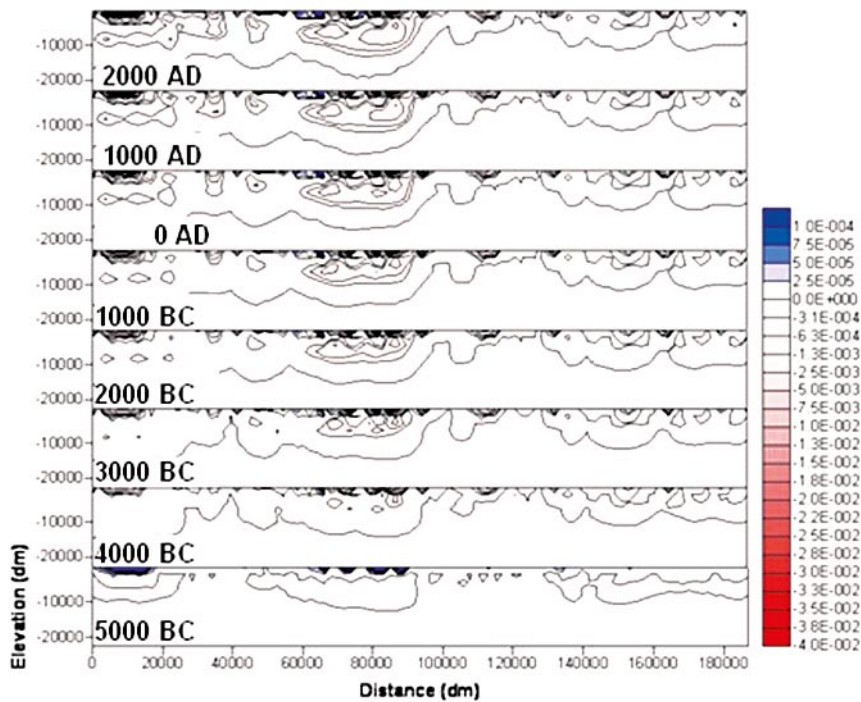 -10000
-20000
2000 AD
-10000
-20000
1000 AD
-10000
-20000
0 AD
-10000
-20000
1000 BC
-10000
-20000
2000 BC
-10000
-20000
3000 BC
-10000
-20000
4000 BC
-10000
-20000
5000 BC
Elevation (dm)
0 20000 40000 60000 80000 100000 120000 140000 160000 180000
Distance (dm)
1 0E-004
7 5E-005
5 0E-005
2 5E-005
0 0E+000
-3 1E-004
-6 3E-004
-1 3E-003
-2 5E-003
-5 0E-003
-7 5E-003
-1 0E-002
-1 3E-002
-1 5E-002
-1 8E-002
-2 0E-002
-2 2E-002
-2 5E-002
-2 8E-002
-3 0E-002
-3 3E-002
-3 5E-002
-3 8E-002
-4 0E-002